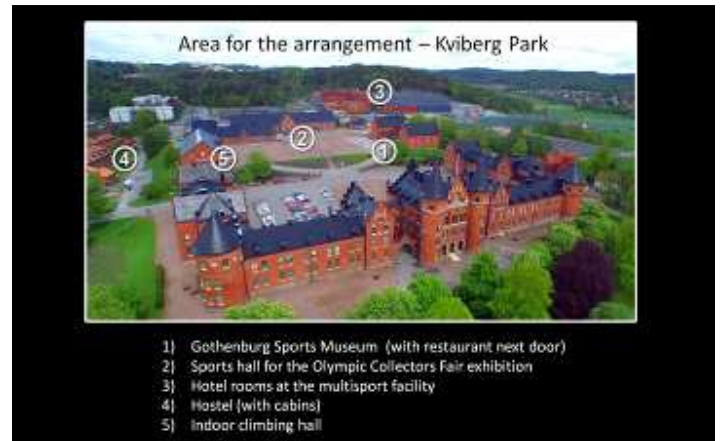 Area for the arrangement – Kviberg Park
3
2
1
4
5
1) Gothenburg Sports Museum (with restaurant next door)
2) Sports hall for the Olympic Collectors Fair exhibition
3) Hotel rooms at the multisport facility
4) Hostel (with cabins)
5) Indoor climbing hall